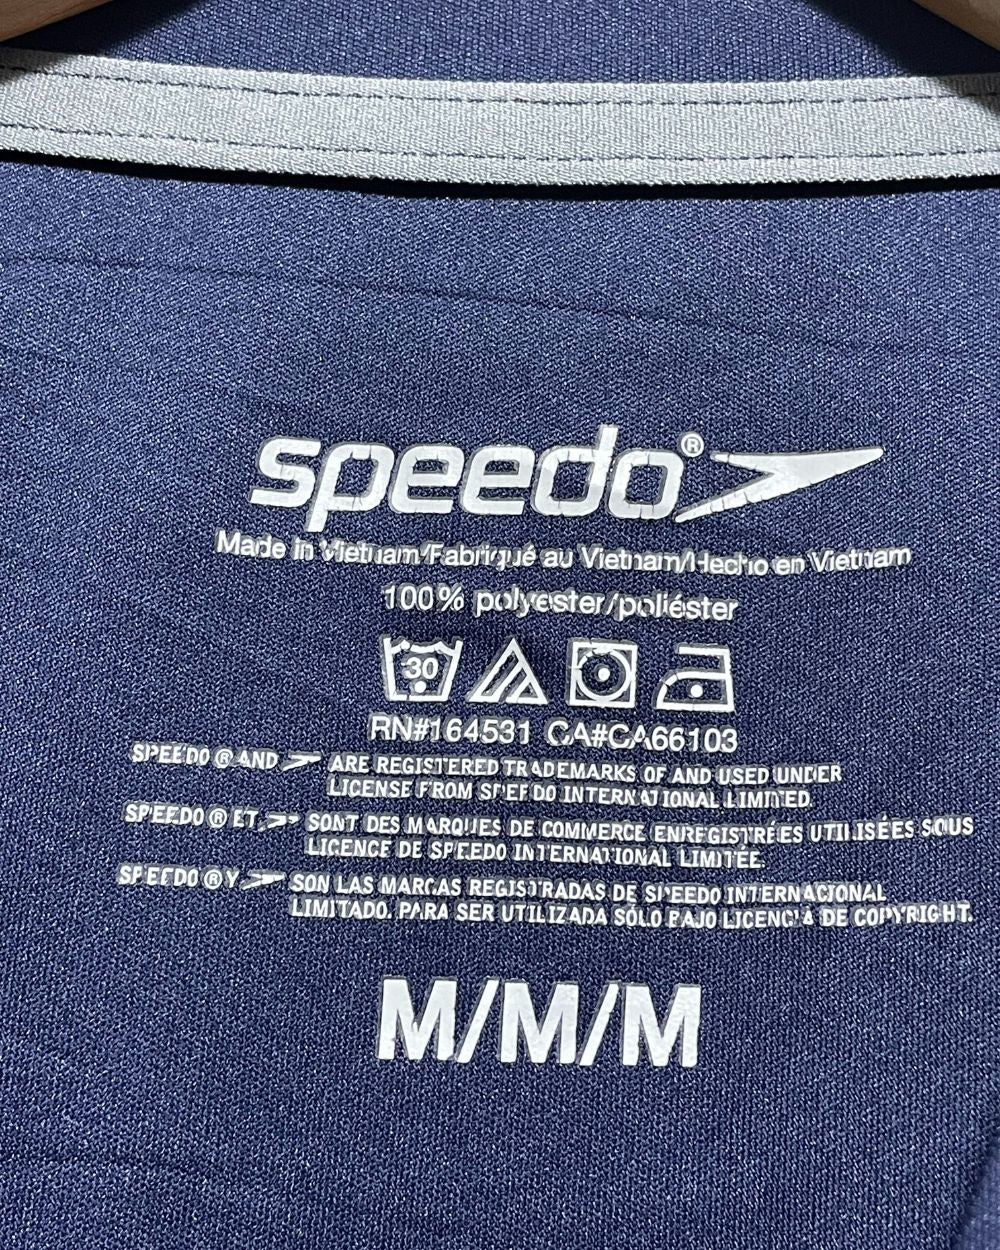 speedo®
Made in Vietnam/Fabriqué au Vietnam/Hecho en Vietnam
100% polyester/poliéster
30
RN#164531 CA#CA66103
SPEEDO ® AND ARE REGISTERED TRADEMARKS OF AND USED UNDER
LICENSE FROM SPEEDO INTERNATIONAL LIMITED.
SPEEDO ® ET, SONT DES MARQUES DE COMMERCE ENREGISTRÉES UTILISÉES SOUS
LICENCE DE SPEEDO INTERNATIONAL LIMITÉE.
SPEEDO ® Y SON LAS MARCAS REGISTRADAS DE SPEEDO INTERNACIONAL
LIMITADO. PARA SER UTILIZADA SÓLO BAJO LICENCIA DE COPYRIGHT.
M/M/M